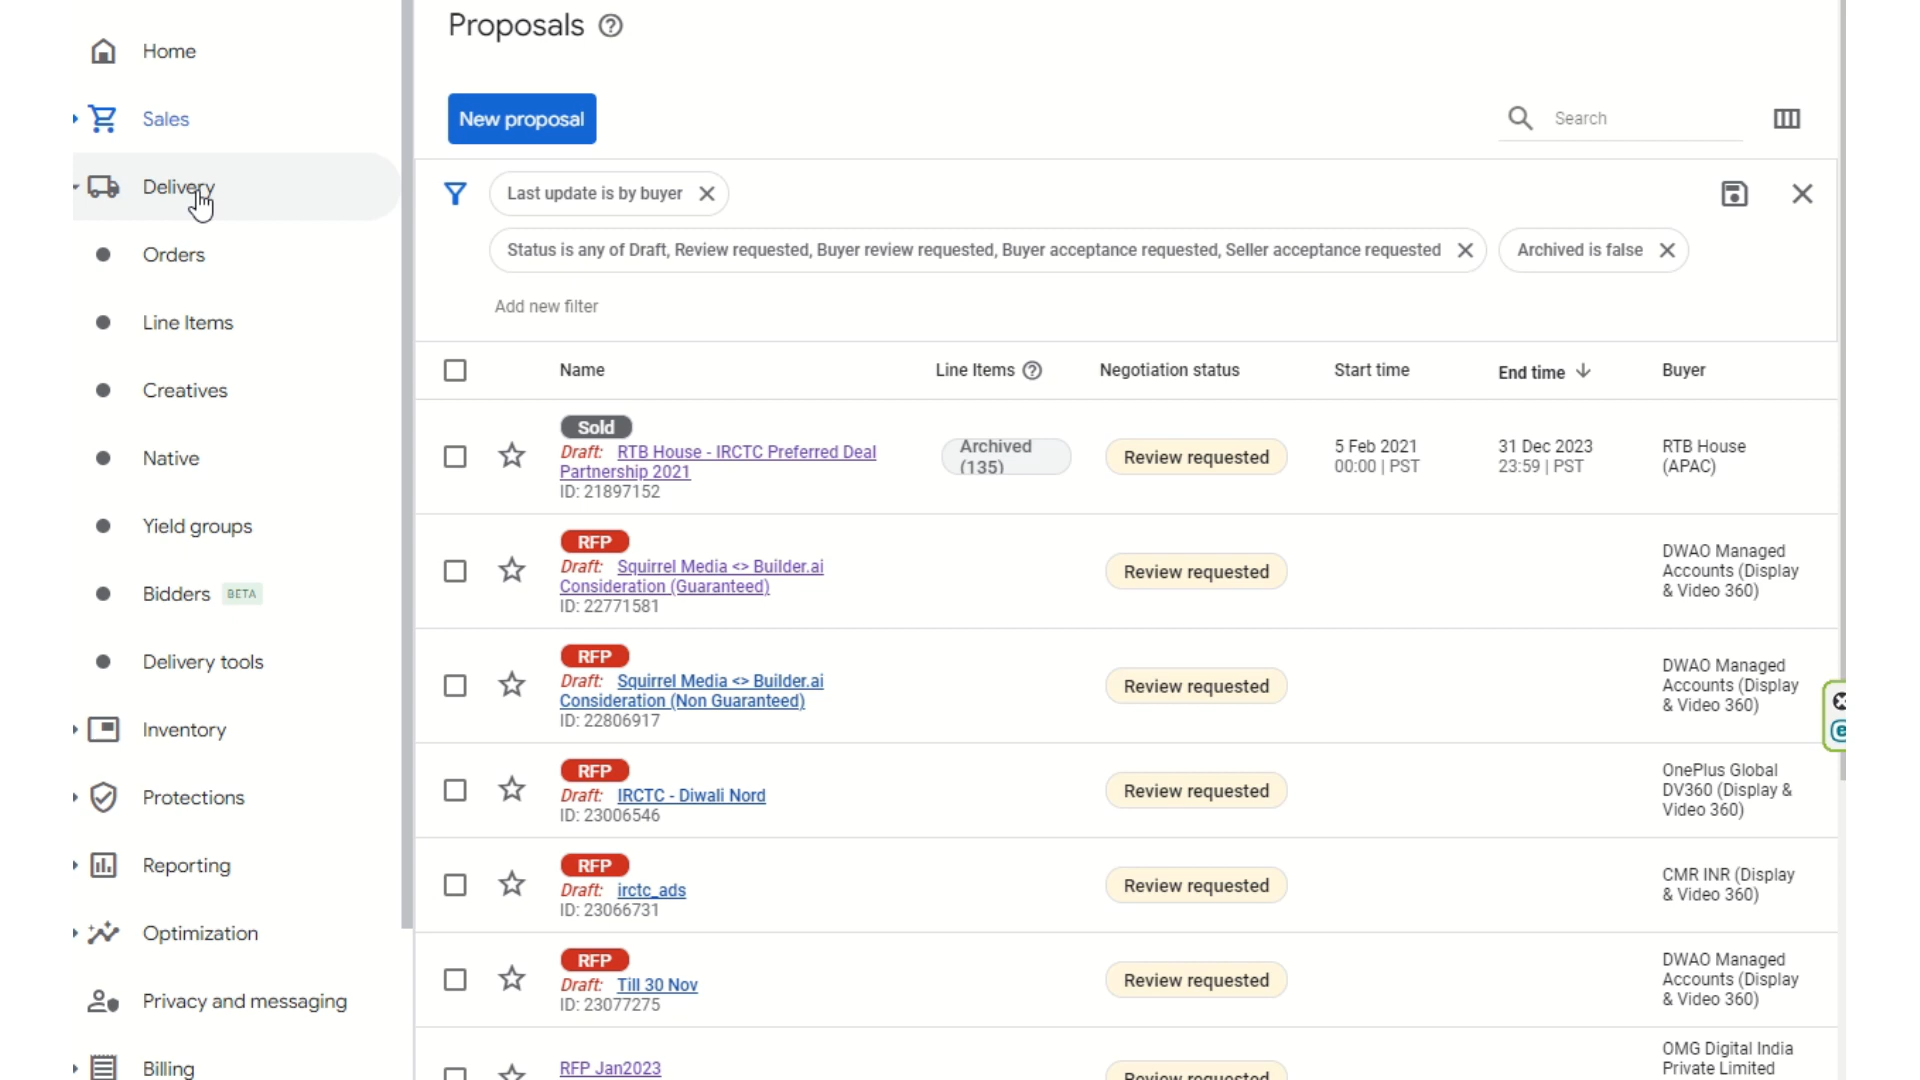 Home
Sales
Delivery
Orders
Line Items
Creatives
Native
Yield groups
Bidders BETA
Delivery tools
Inventory
Protections
Reporting
Optimization
Privacy and messaging
Billing
Proposals
New proposal
Search
Last update is by buyer
Status is any of Draft, Review requested, Buyer review requested, Buyer acceptance requested, Seller acceptance requested
Archived is false
Add new filter
Name Line Items Negotiation status Start time End time Buyer
Sold
Draft: RTB House - IRCTC Preferred Deal
Partnership 2021
ID: 21897152
Archived
(135)
Review requested
5 Feb 2021
00:00 | PST
31 Dec 2023
23:59 | PST
RTB House
(APAC)
RFP
Draft: Squirrel Media <> Builder.ai
Consideration (Guaranteed)
ID: 22771581
Review requested
DWAO Managed
Accounts (Display
& Video 360)
RFP
Draft: Squirrel Media <> Builder.ai
Consideration (Non Guaranteed)
ID: 22806917
Review requested
DWAO Managed
Accounts (Display
& Video 360)
RFP
Draft: IRCTC - Diwali Nord
ID: 23006546
Review requested
OnePlus Global
DV360 (Display &
Video 360)
RFP
Draft: irctc_ads
ID: 23066731
Review requested
CMR INR (Display
& Video 360)
RFP
Draft: Till 30 Nov
ID: 23077275
Review requested
DWAO Managed
Accounts (Display
& Video 360)
RFP Jan2023
Review requested
OMG Digital India
Private Limited